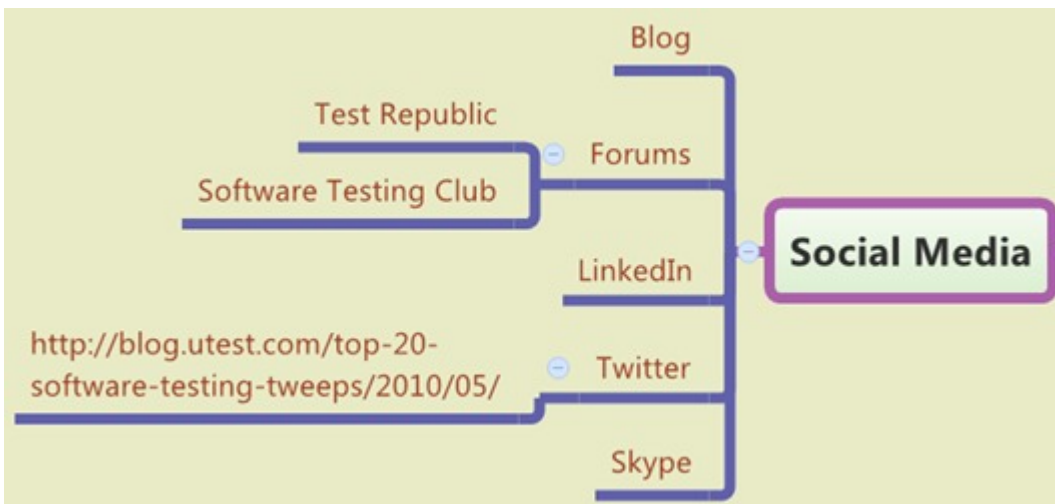 Blog
Test Republic
Forums
Software Testing Club
Social Media
LinkedIn
http://blog.utest.com/top-20-
software-testing-tweeps/2010/05/
Twitter
Skype